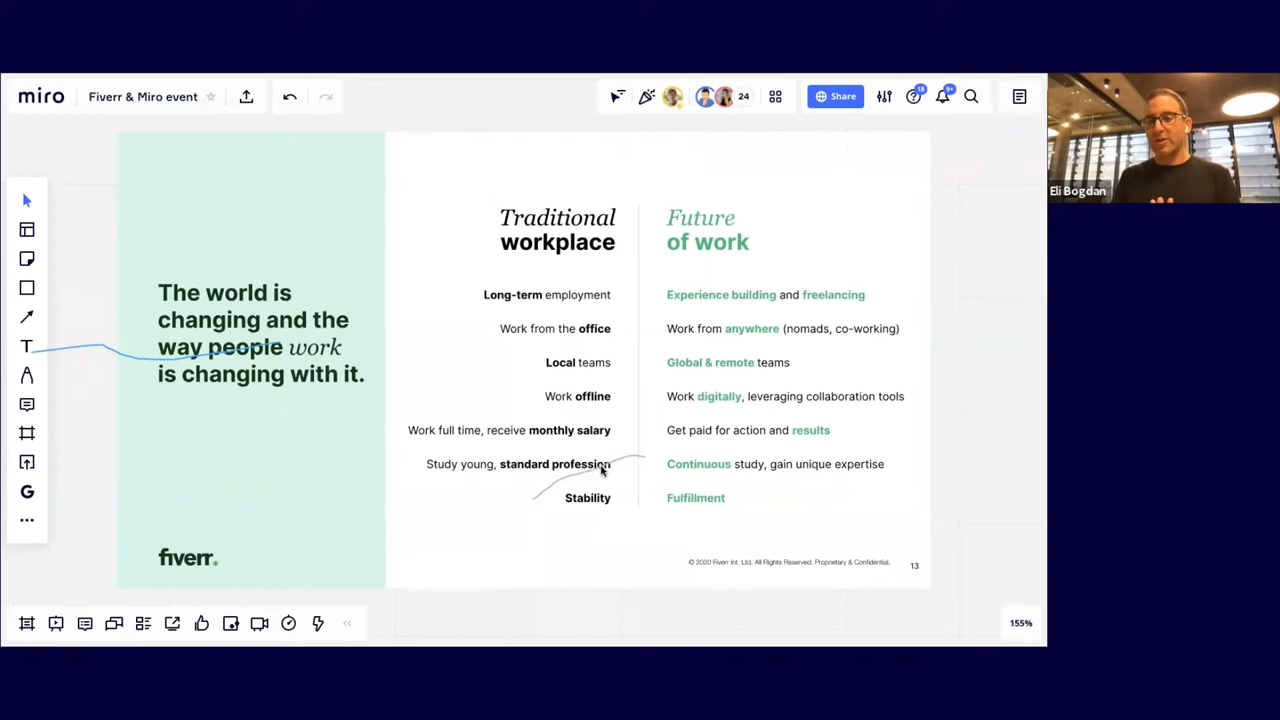 miro
Fiverr & Miro event
24
Share
18
9+
Eli Bogdan
The world is
changing and the
way people work
is changing with it.
fiverr.
Traditional
workplace
Future
of work
Long-term employment
Experience building and freelancing
Work from the office
Work from anywhere (nomads, co-working)
Local teams
Global & remote teams
Work offline
Work digitally, leveraging collaboration tools
Work full time, receive monthly salary
Get paid for action and results
Study young, standard profession
Continuous study, gain unique expertise
Stability
Fulfillment
© 2020 Fiverr Int. Ltd. All Rights Reserved. Proprietary & Confidential.
13
155%